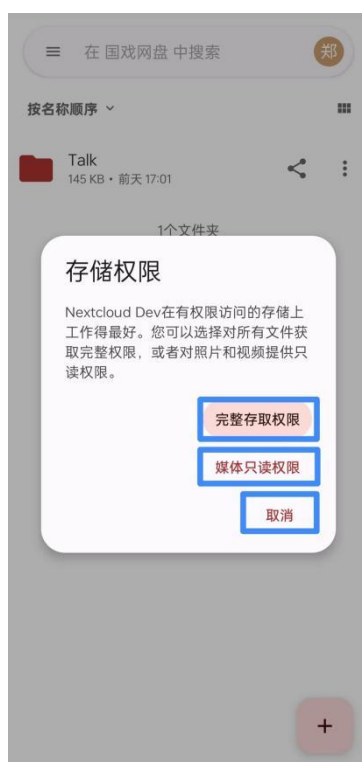 在 国戏网盘 中搜索
郑
按名称顺序
Talk
145 KB • 前天 17:01
1个文件夹
存储权限
Nextcloud Dev在有权限访问的存储上
工作得最好。您可以选择对所有文件获
取完整权限，或者对照片和视频提供只
读权限。
完整存取权限
媒体只读权限
取消